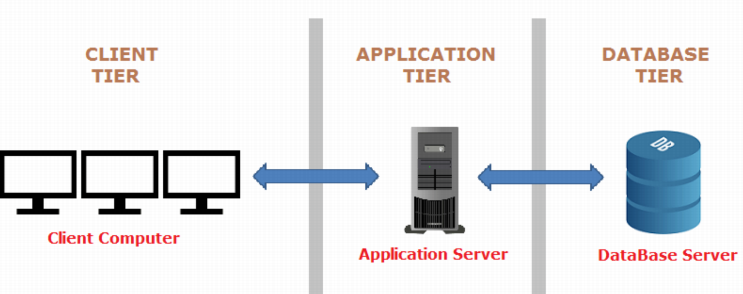 CLIENT
TIER
APPLICATION
TIER
DATABASE
TIER
DB
Client Computer
Application Server
DataBase Server